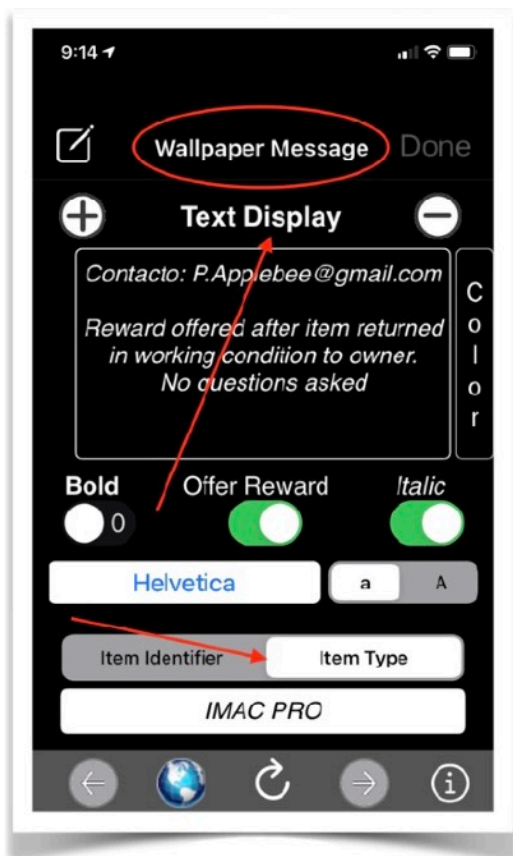 9:14
Wallpaper Message Done
Text Display
Contacto: P.Applebee@gmail.com
Reward offered after item returned
in working condition to owner.
No questions asked
Color
Bold Offer Reward Italic
0
Helvetica a A
Item Identifier Item Type
IMAC PRO